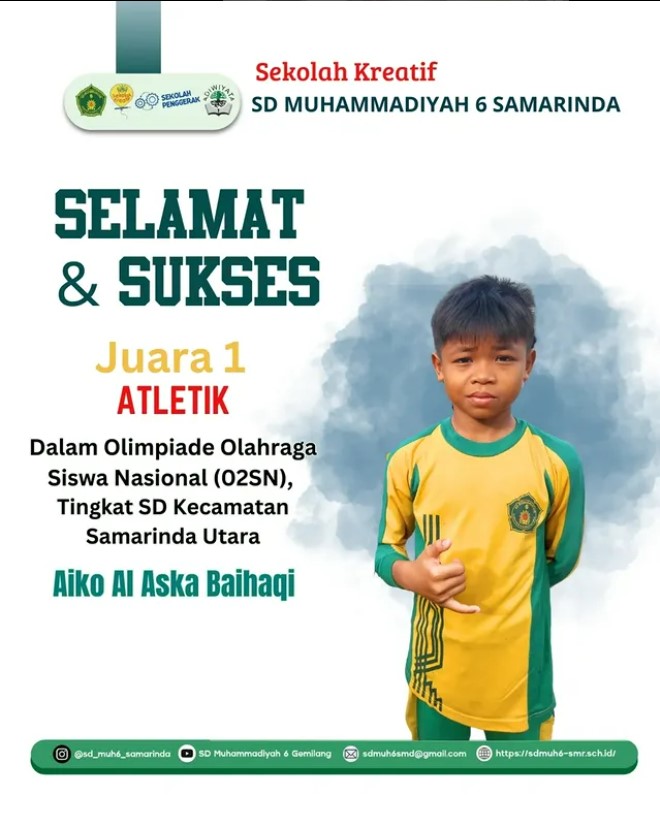 Sekolah Kreatif
SD MUHAMMADIYAH 6 SAMARINDA
SEKOLAH
PENGGERAK
ADIWIYATA
SELAMAT
& SUKSES
Juara 1
ATLETIK
Dalam Olimpiade Olahraga
Siswa Nasional (02SN),
Tingkat SD Kecamatan
Samarinda Utara
Aiko Al Aska Baihaqi
@sd_muh6_samarinda
SD Muhammadiyah 6 Gemilang
sdmuh6smd@gmail.com
https://sdmuh6-smr.sch.id/